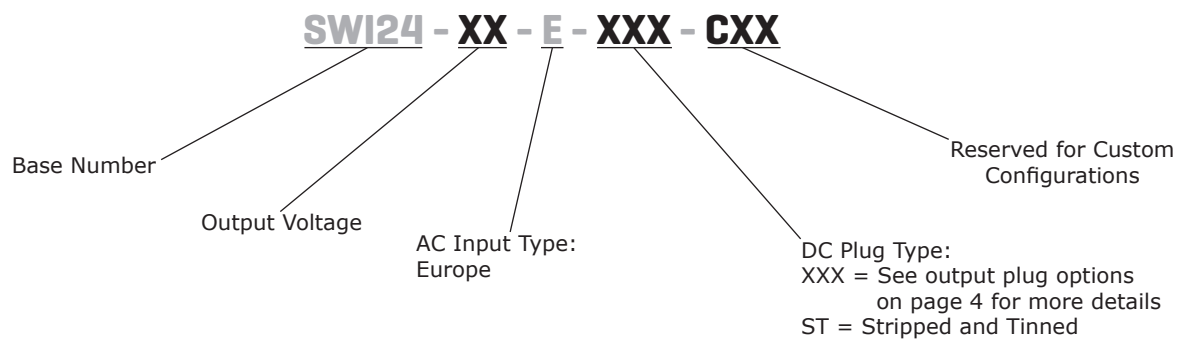 SWI24 - XX - E - XXX - CXX
Base Number
Output Voltage
AC Input Type:
Europe
DC Plug Type:
XXX = See output plug options
on page 4 for more details
ST = Stripped and Tinned
Reserved for Custom
Configurations